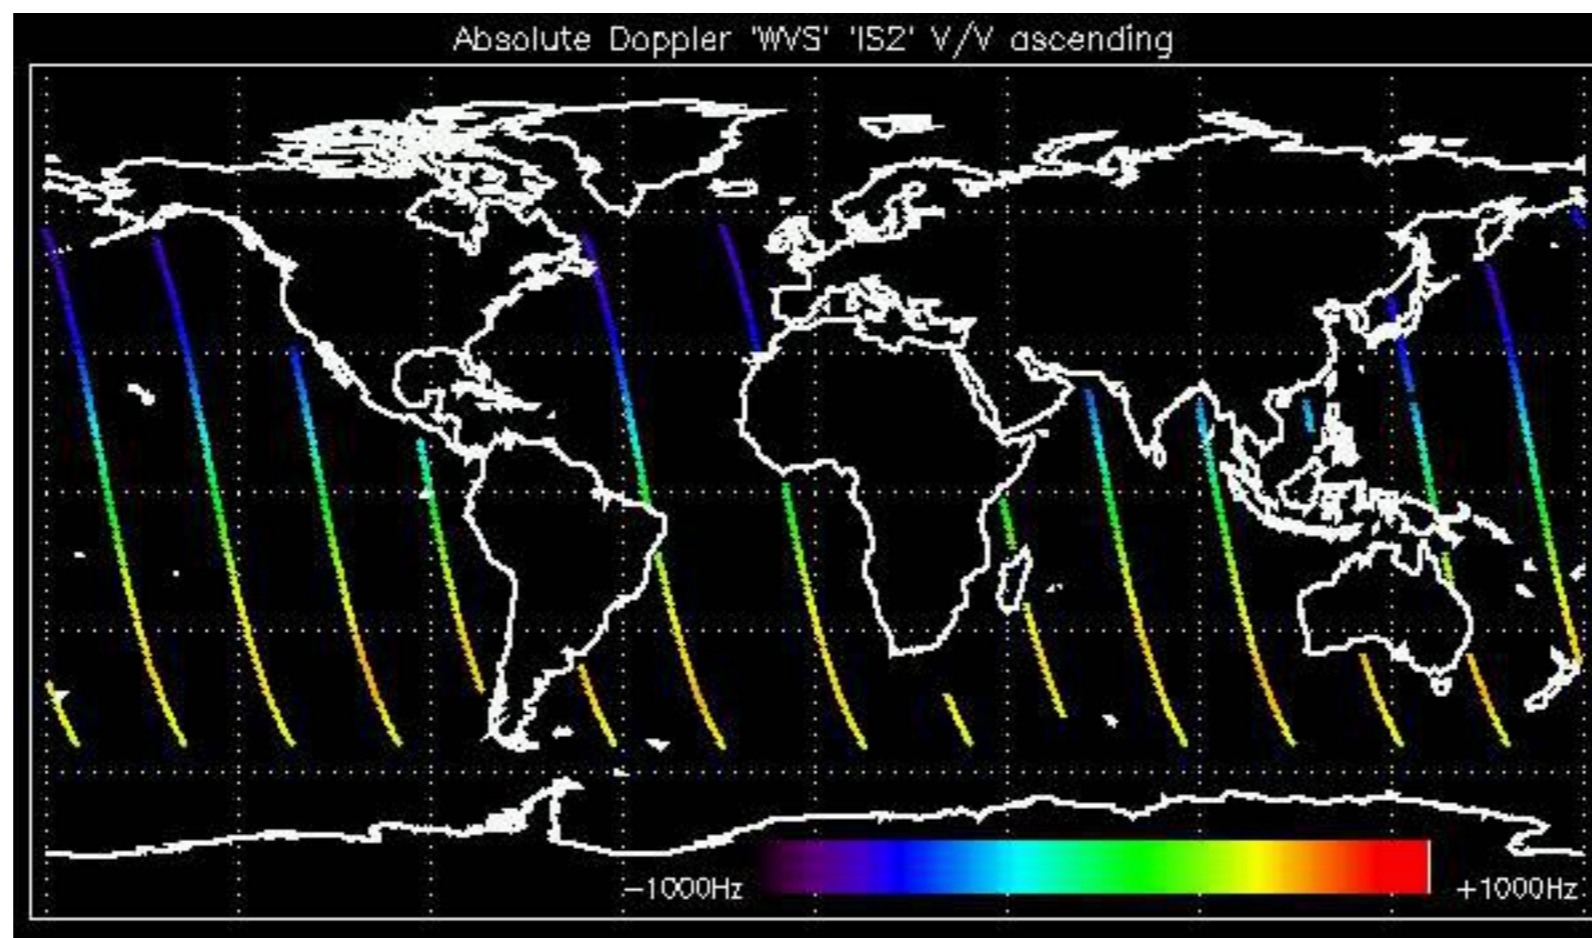 Absolute Doppler 'WVS' 'IS2' V/V ascending
-1000Hz +1000Hz